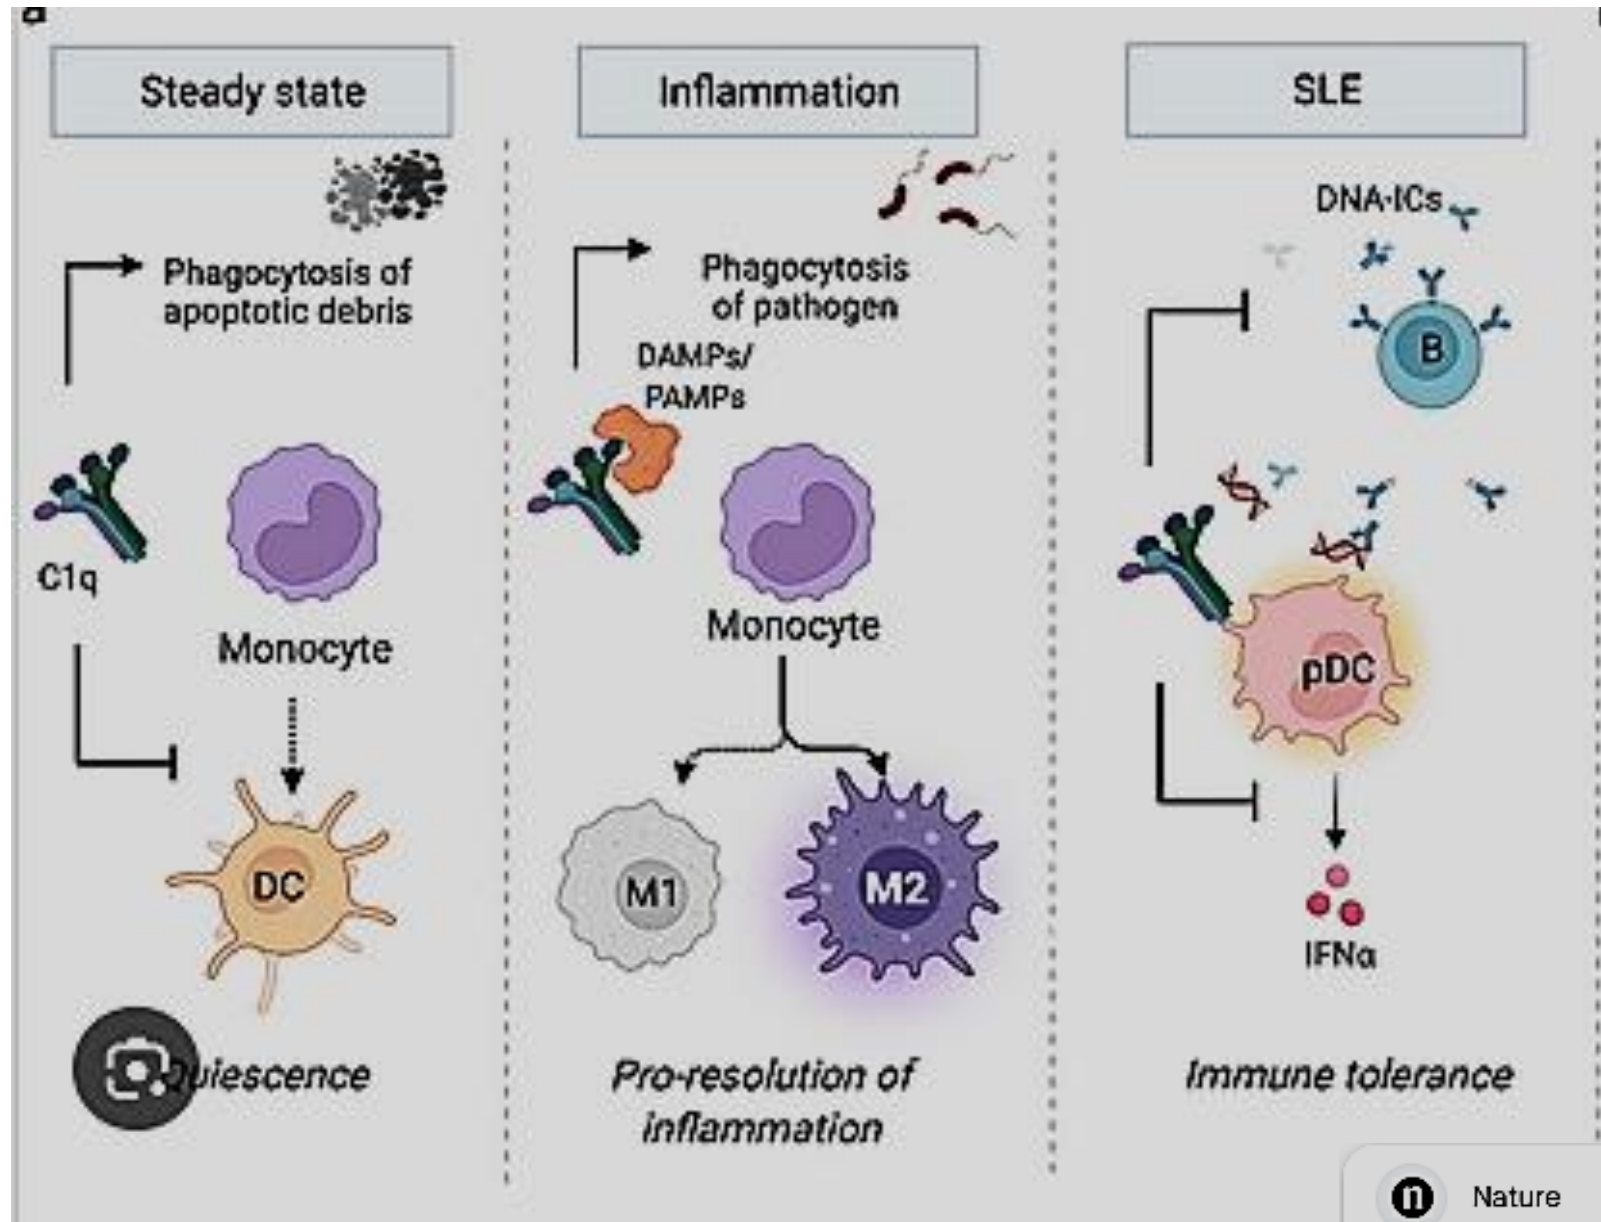 a
Steady state
Phagocytosis of
apoptotic debris
C1q
Monocyte
DC
Quiescence
Inflammation
Phagocytosis
of pathogen
DAMPs/
PAMPs
Monocyte
M1
M2
Pro-resolution of
inflammation
SLE
DNA-ICs
B
pDC
IFNα
Immune tolerance
n
Nature